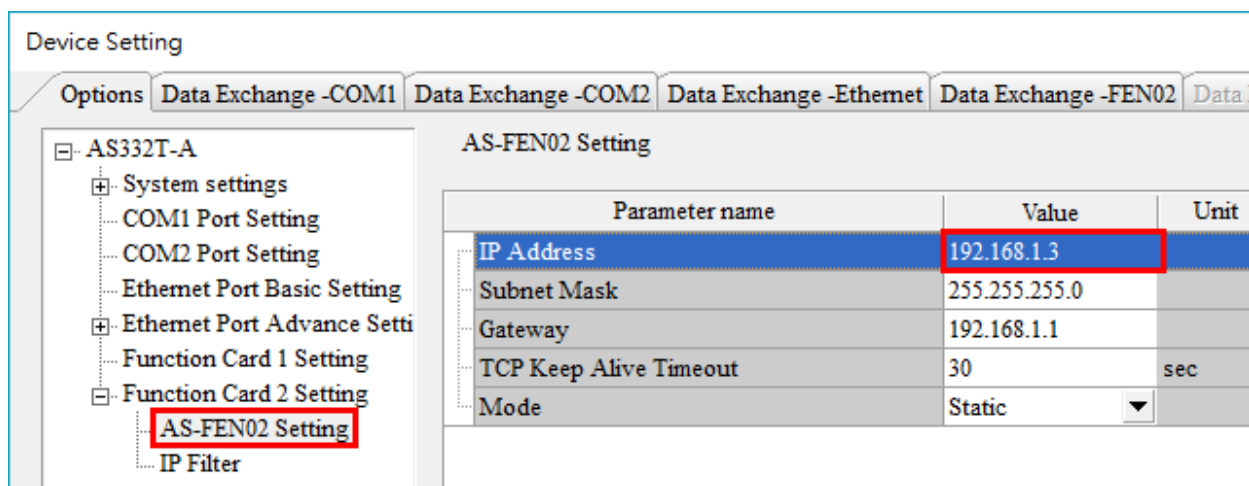 Device Setting
Options Data Exchange -COM1 Data Exchange -COM2 Data Exchange -Ethernet Data Exchange -FEN02 Data
AS332T-A
System settings
COM1 Port Setting
COM2 Port Setting
Ethernet Port Basic Setting
Ethernet Port Advance Setti
Function Card 1 Setting
Function Card 2 Setting
AS-FEN02 Setting
IP Filter
AS-FEN02 Setting
Parameter name Value Unit
IP Address 192.168.1.3
Subnet Mask 255.255.255.0
Gateway 192.168.1.1
TCP Keep Alive Timeout 30 sec
Mode Static